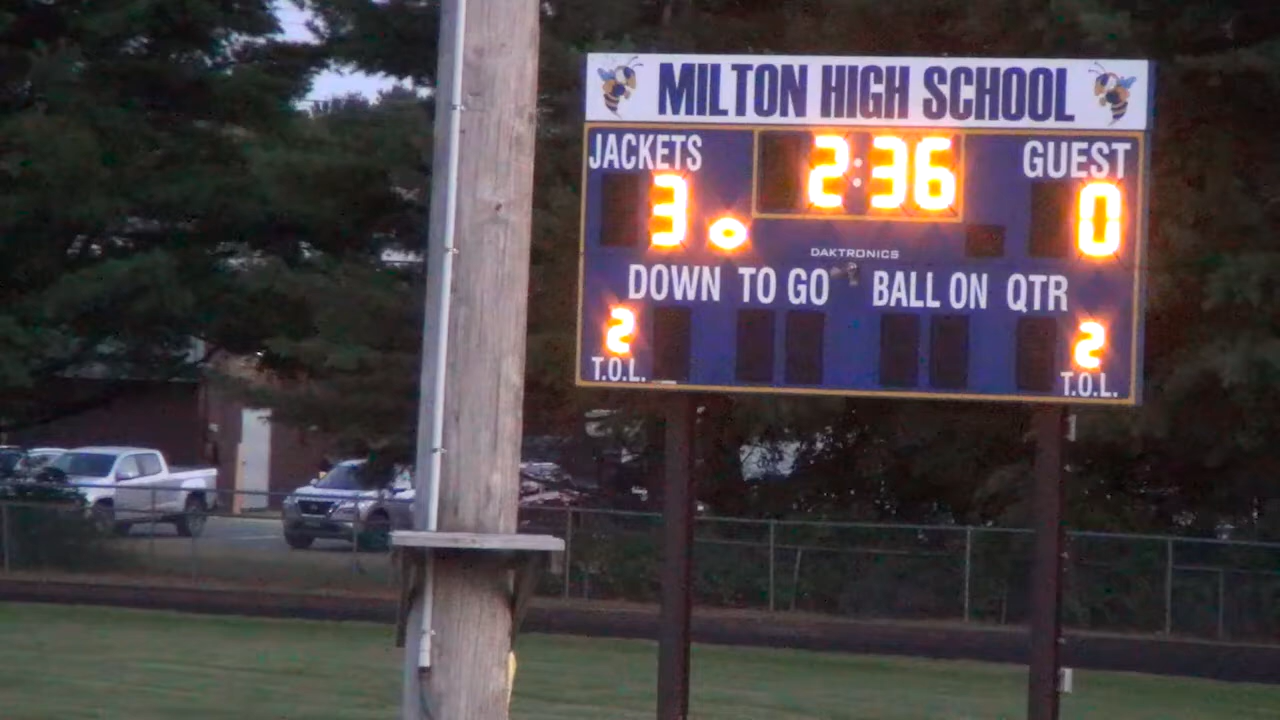 MILTON HIGH SCHOOL
JACKETS 2:36 GUEST
3 0
DAKTRONICS
DOWN TO GO BALL ON QTR
2 2
T.O.L. T.O.L.